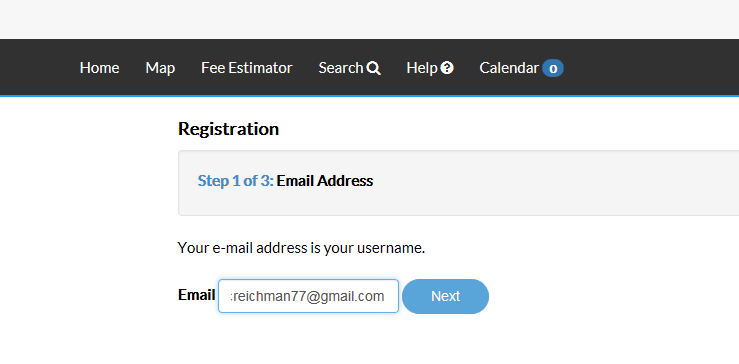 Home Map Fee Estimator Search Help Calendar 0
Registration
Step 1 of 3: Email Address
Your e-mail address is your username.
Email reichman77@gmail.com Next